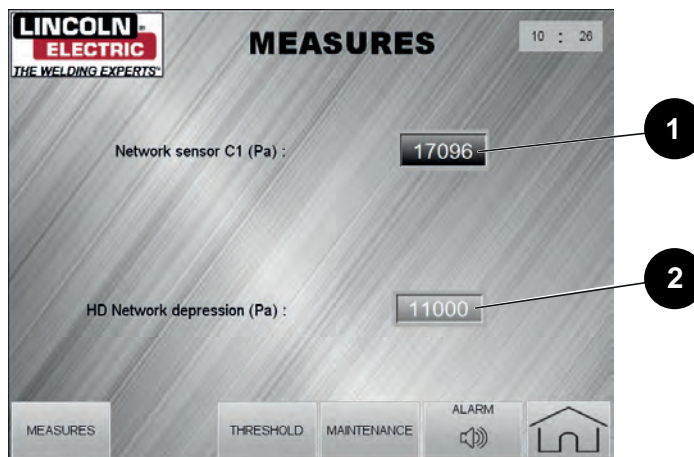 LINCOLN
ELECTRIC
THE WELDING EXPERTS
MEASURES
10 : 26
Network sensor C1 (Pa) :
17096
1
HD Network depression (Pa) :
11000
2
MEASURES
THRESHOLD
MAINTENANCE
ALARM